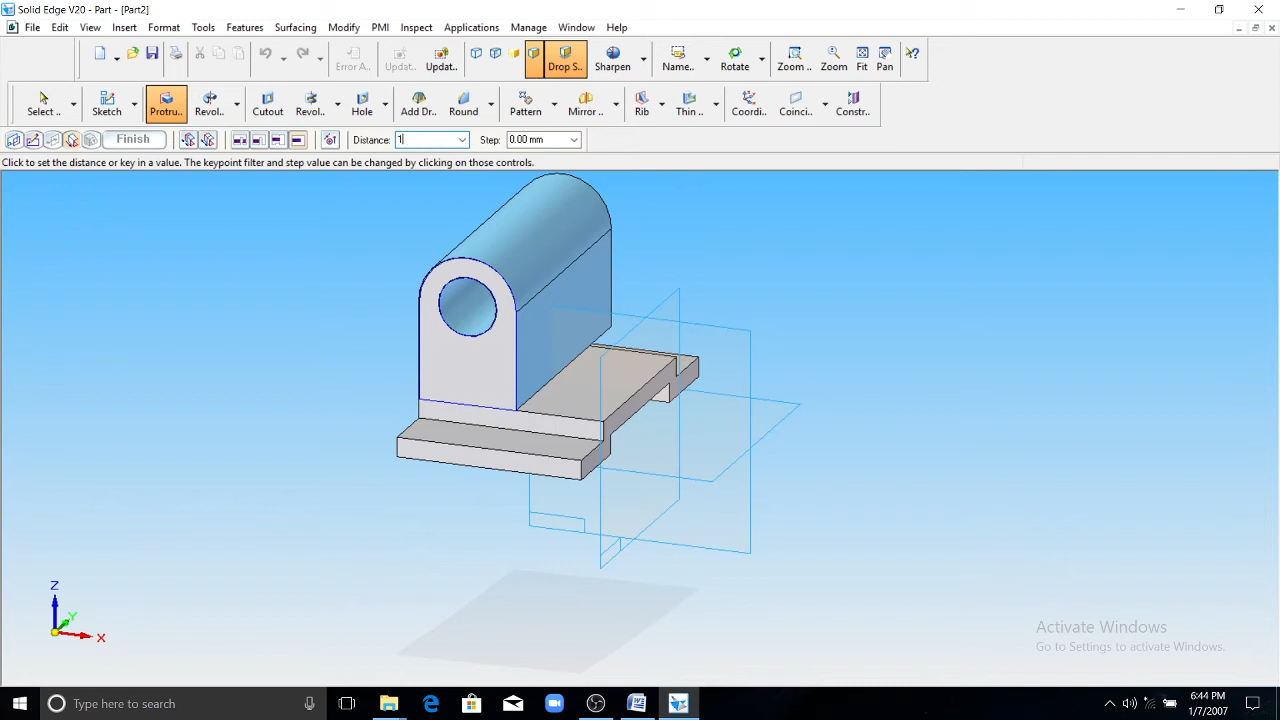 Solid Edge V20 - Part - [Part2]
File Edit View Insert Format Tools Features Surfacing Modify PMI Inspect Applications Manage Window Help
Error A.. Updat.. Updat.. Drop S.. Sharpen Name.. Rotate Zoom .. Zoom Fit Pan
Select .. Sketch Protru.. Revol.. Cutout Revol.. Hole Add Dr.. Round Pattern Mirror .. Rib Thin .. Coordi.. Coinci.. Constr..
Finish Distance: 1 Step: 0.00 mm
Click to set the distance or key in a value. The keypoint filter and step value can be changed by clicking on those controls.
Z
Y
X
Activate Windows
Go to Settings to activate Windows.
Type here to search
6:44 PM
1/7/2007